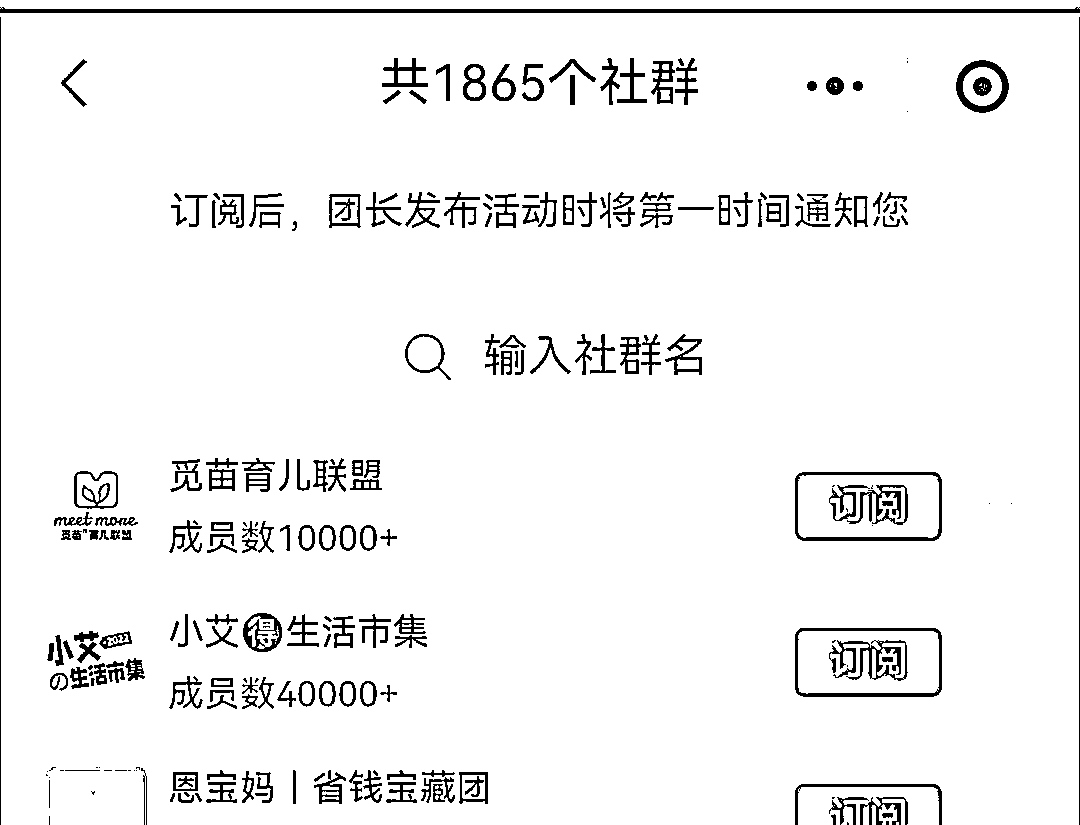 共1865个社群
订阅后，团长发布活动时将第一时间通知您
输入社群名
觅苗育儿联盟
meet more
觅苗®育儿联盟
成员数10000+
订阅
小艾🉐生活市集
小艾
の生活市集
成员数40000+
订阅
恩宝妈｜省钱宝藏团
订阅